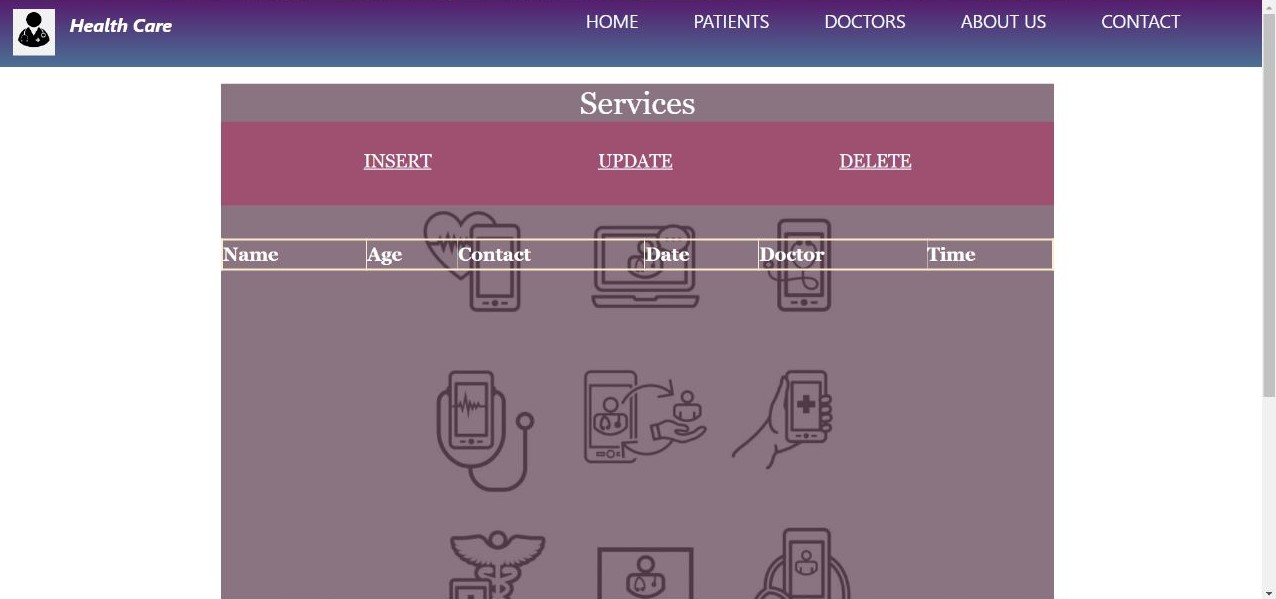 Health Care HOME PATIENTS DOCTORS ABOUT US CONTACT
Services
INSERT UPDATE DELETE
Name Age Contact Date Doctor Time